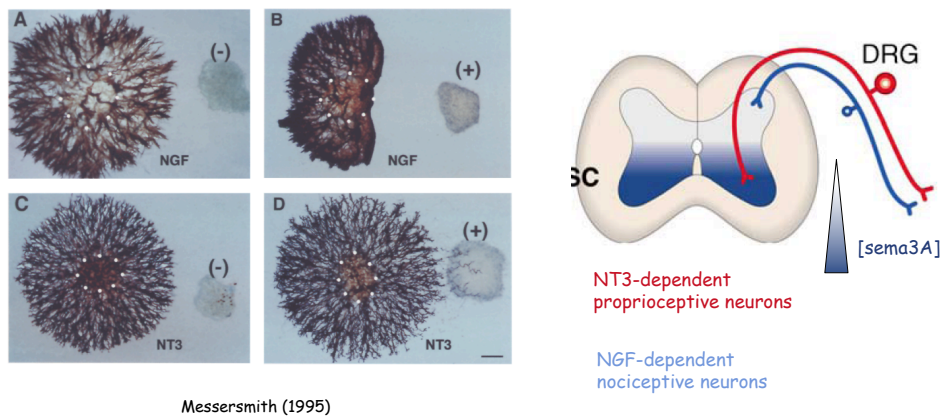 A
(-)
NGF
B
(+)
NGF
C
(-)
NT3
D
(+)
NT3
Messersmith (1995)
DRG
SC
[sema3A]
NT3-dependent
proprioceptive neurons
NGF-dependent
nociceptive neurons